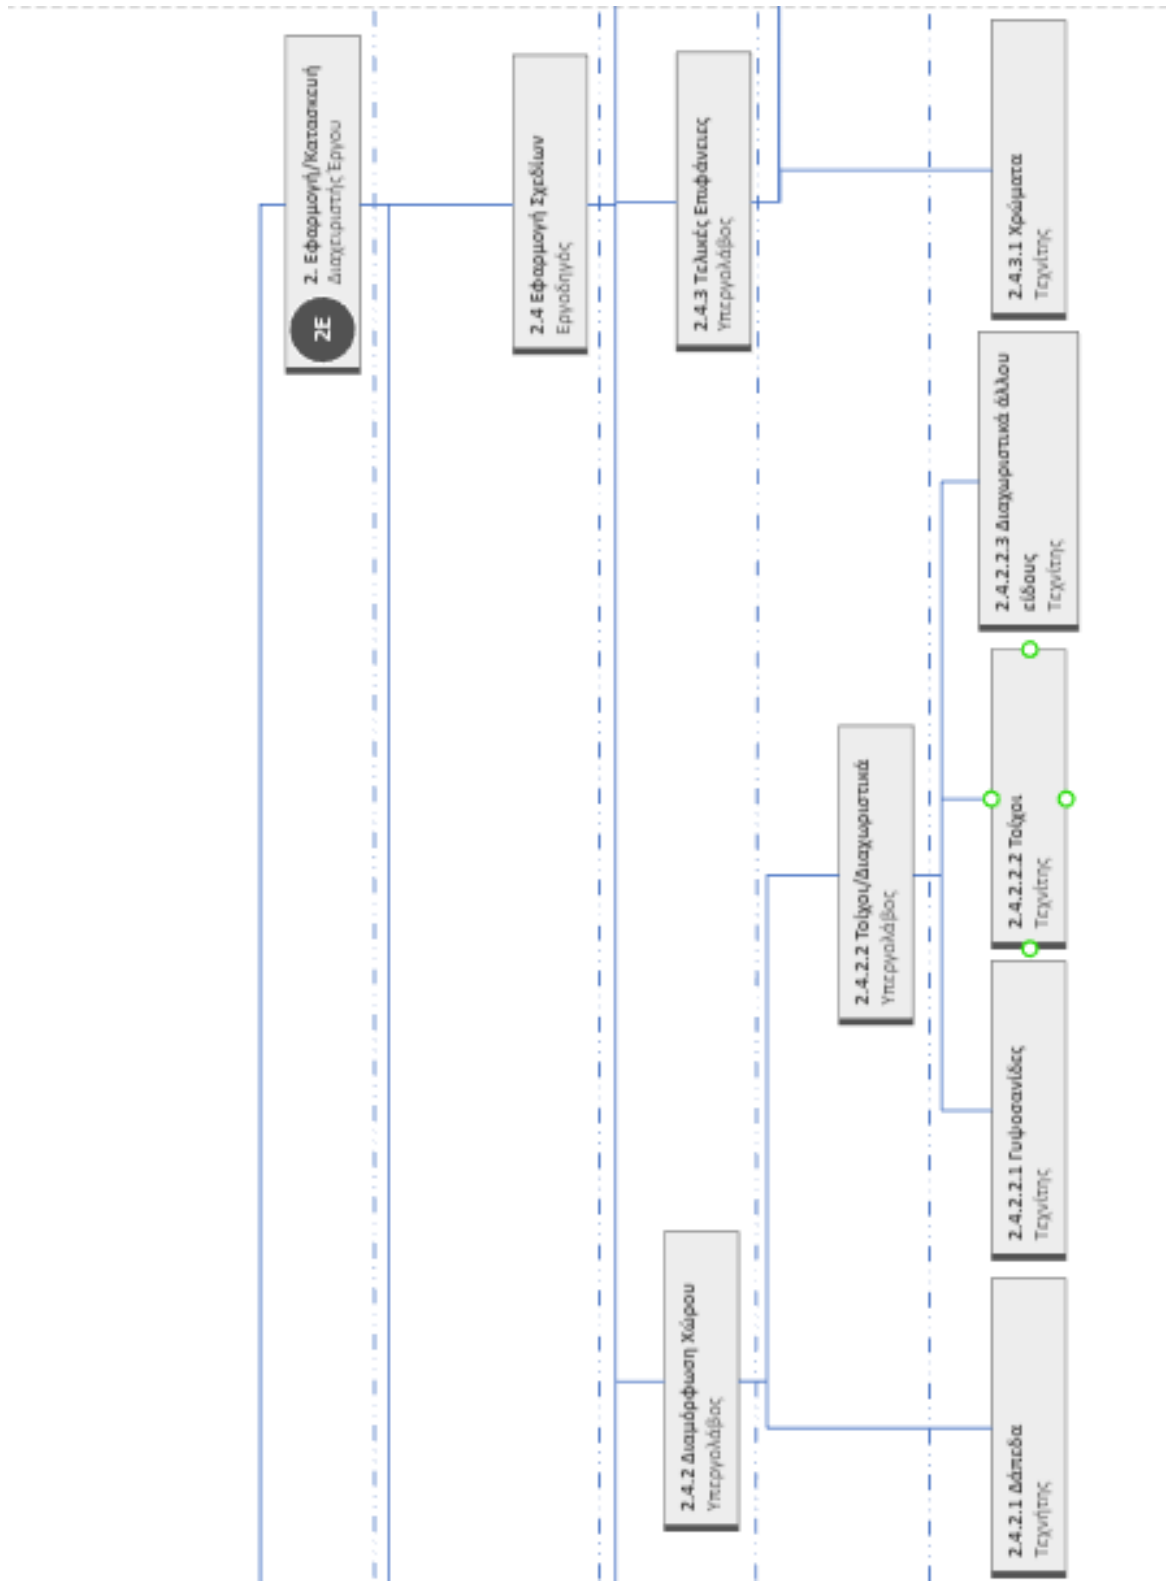 2E
2. Εφαρμογή/Κατασκευή
Διαχειριστής Έργου
2.4 Εφαρμογή Σχεδίων
Εργοδηγός
2.4.2 Διαμόρφωση Χώρου
Υπεργολάβος
2.4.3 Τελικές Επιφάνειες
Υπεργολάβος
2.4.2.2 Τοίχοι/Διαχωριστικά
Υπεργολάβος
2.4.2.1 Δάπεδα
Τεχνήτης
2.4.2.2.1 Γυψοσανίδες
Τεχνίτης
2.4.2.2.2 Τοίχοι
Τεχνίτης
2.4.2.2.3 Διαχωριστικά άλλου
είδους
Τεχνίτης
2.4.3.1 Χρώματα
Τεχνίτης